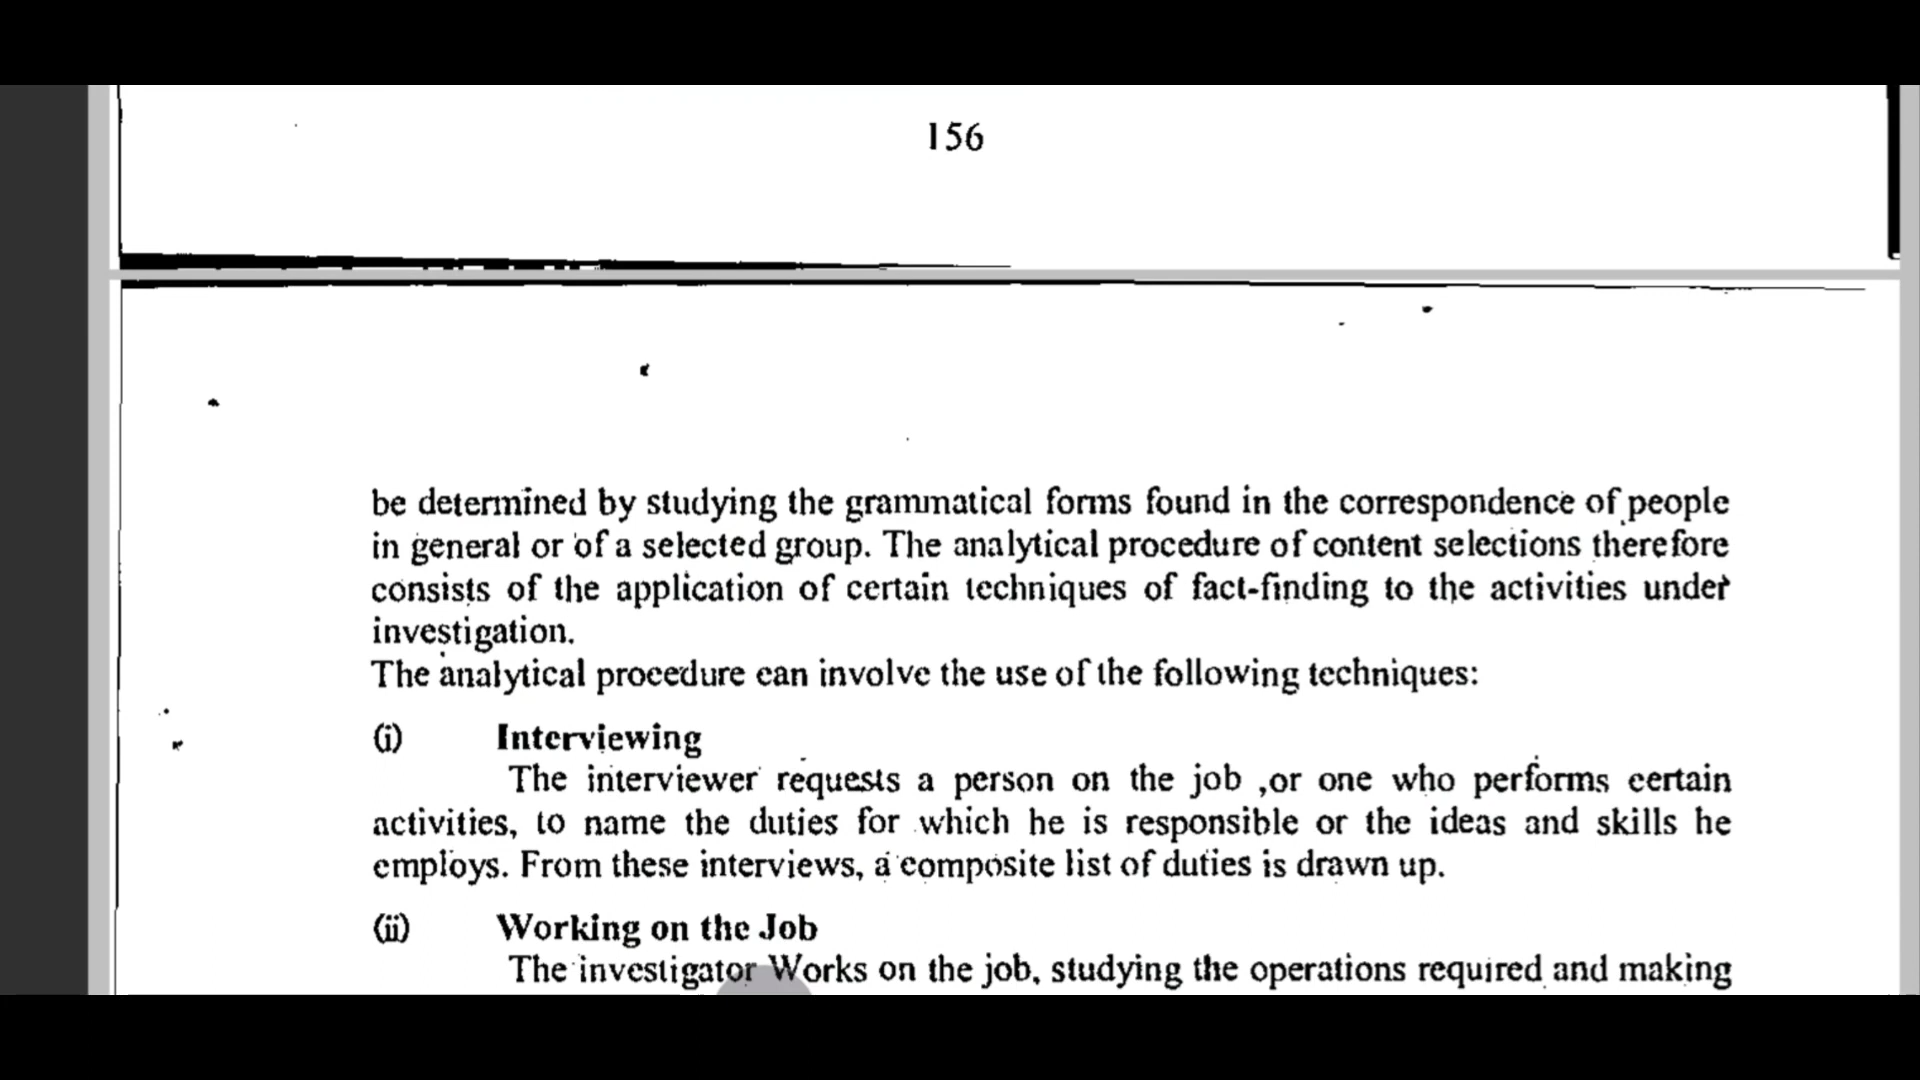 156
be determined by studying the grammatical forms found in the correspondence of people
in general or of a selected group. The analytical procedure of content selections therefore
consists of the application of certain techniques of fact-finding to the activities under
investigation.
The analytical procedure can involve the use of the following techniques:
(i) Interviewing
The interviewer requests a person on the job ,or one who performs certain
activities, to name the duties for which he is responsible or the ideas and skills he
employs. From these interviews, a composite list of duties is drawn up.
(ii) Working on the Job
The investigator Works on the job, studying the operations required and making